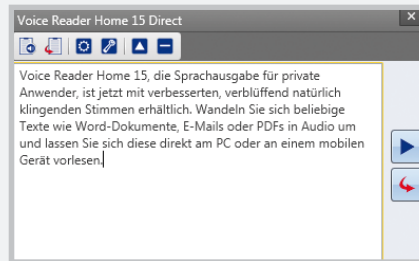 Voice Reader Home 15 Direct
Voice Reader Home 15, die Sprachausgabe für private
Anwender, ist jetzt mit verbesserten, verblüffend natürlich
klingenden Stimmen erhältlich. Wandeln Sie sich beliebige
Texte wie Word-Dokumente, E-Mails oder PDFs in Audio um
und lassen Sie sich diese direkt am PC oder an einem mobilen
Gerät vorlesen.